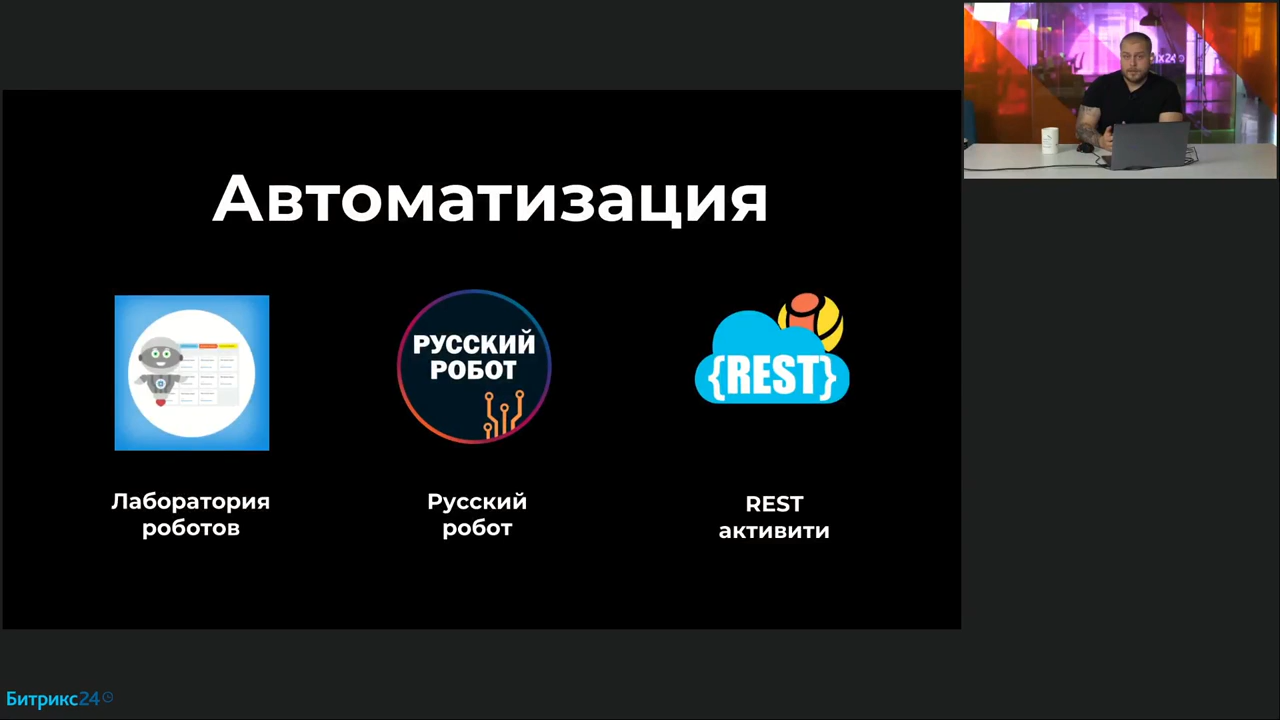 Автоматизация
РУССКИЙ
РОБОТ
{REST}
Лаборатория
роботов
Русский
робот
REST
активити
Битрикс24